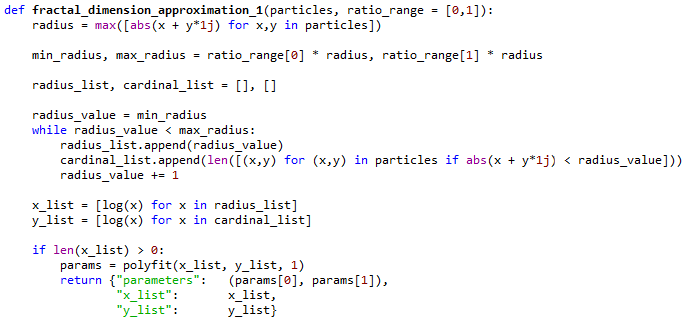 def fractal_dimension_approximation_1(particles, ratio_range = [0,1]):
    radius = max([abs(x + y*1j) for x,y in particles])

    min_radius, max_radius = ratio_range[0] * radius, ratio_range[1] * radius

    radius_list, cardinal_list = [], []

    radius_value = min_radius
    while radius_value < max_radius:
        radius_list.append(radius_value)
        cardinal_list.append(len([(x,y) for (x,y) in particles if abs(x + y*1j) < radius_value]))
        radius_value += 1

    x_list = [log(x) for x in radius_list]
    y_list = [log(x) for x in cardinal_list]

    if len(x_list) > 0:
        params = polyfit(x_list, y_list, 1)
        return {"parameters":   (params[0], params[1]),
                "x_list":       x_list,
                "y_list":       y_list}